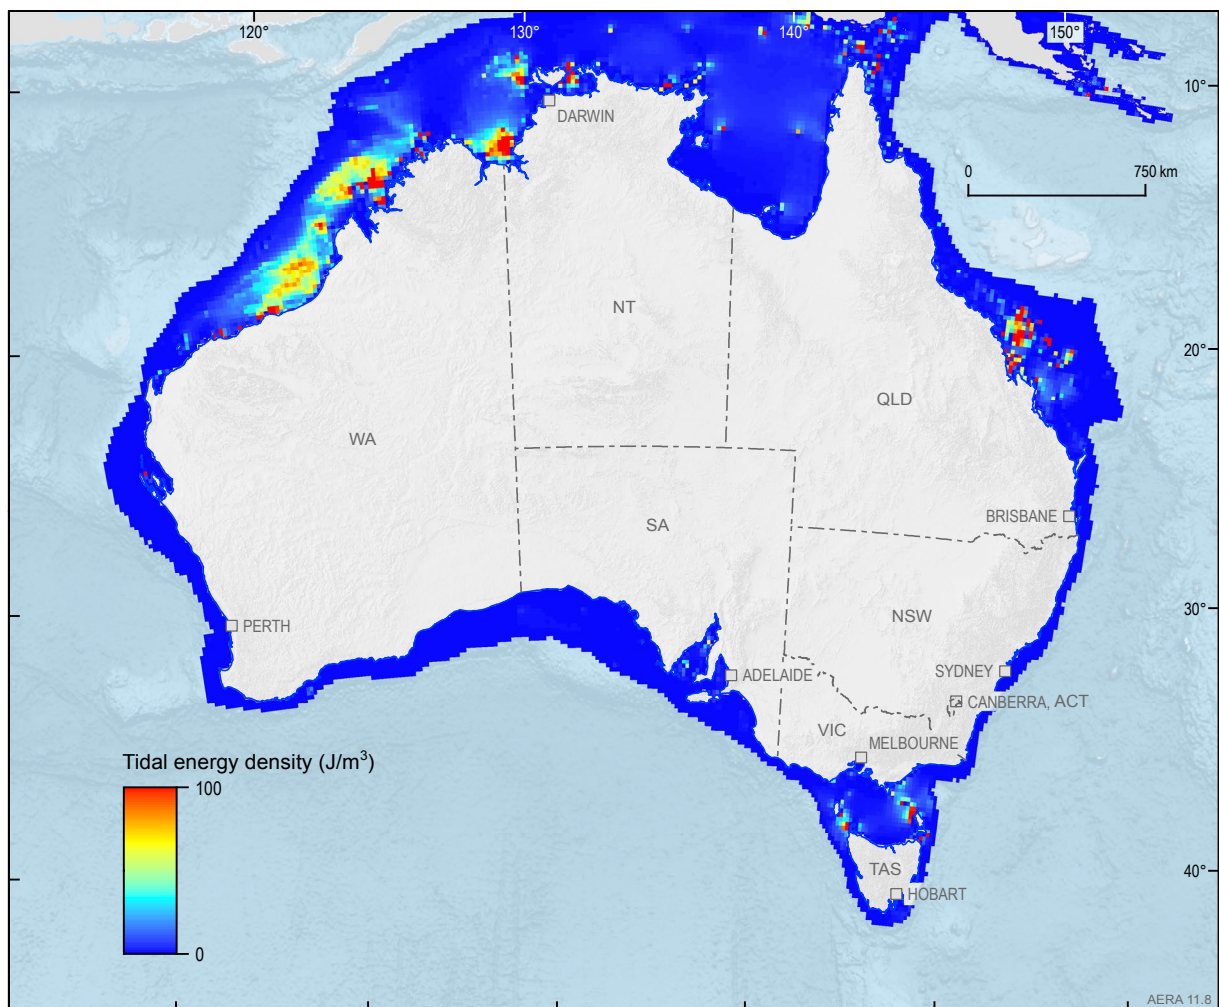 120°
130°
140°
150°
DARWIN
10°
0
750 km
NT
20°
QLD
WA
BRISBANE
SA
NSW
PERTH
SYDNEY
ADELAIDE
CANBERRA, ACT
VIC
MELBOURNE
30°
Tidal energy density (J/m³)
100
0
TAS
40°
HOBART
AERA 11.8